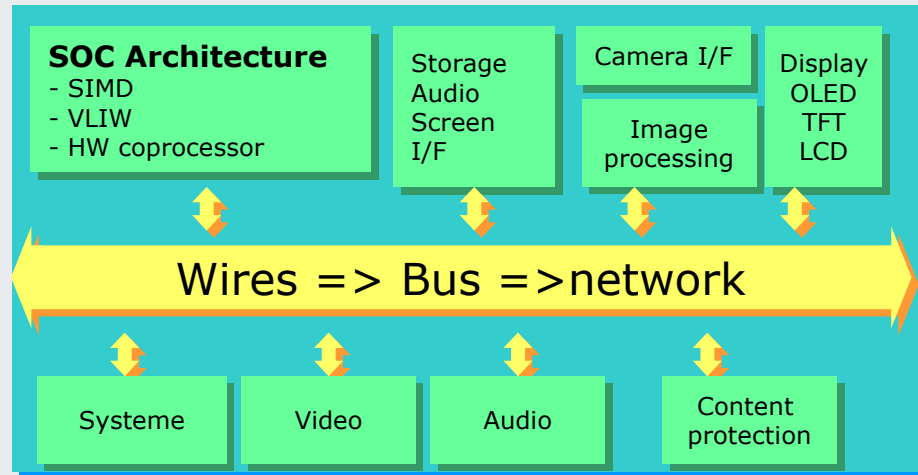 SOC Architecture
- SIMD
- VLIW
- HW coprocessor
Storage
Audio
Screen
I/F
Camera I/F
Image
processing
Display
OLED
TFT
LCD
Wires => Bus =>network
Systeme
Video
Audio
Content
protection